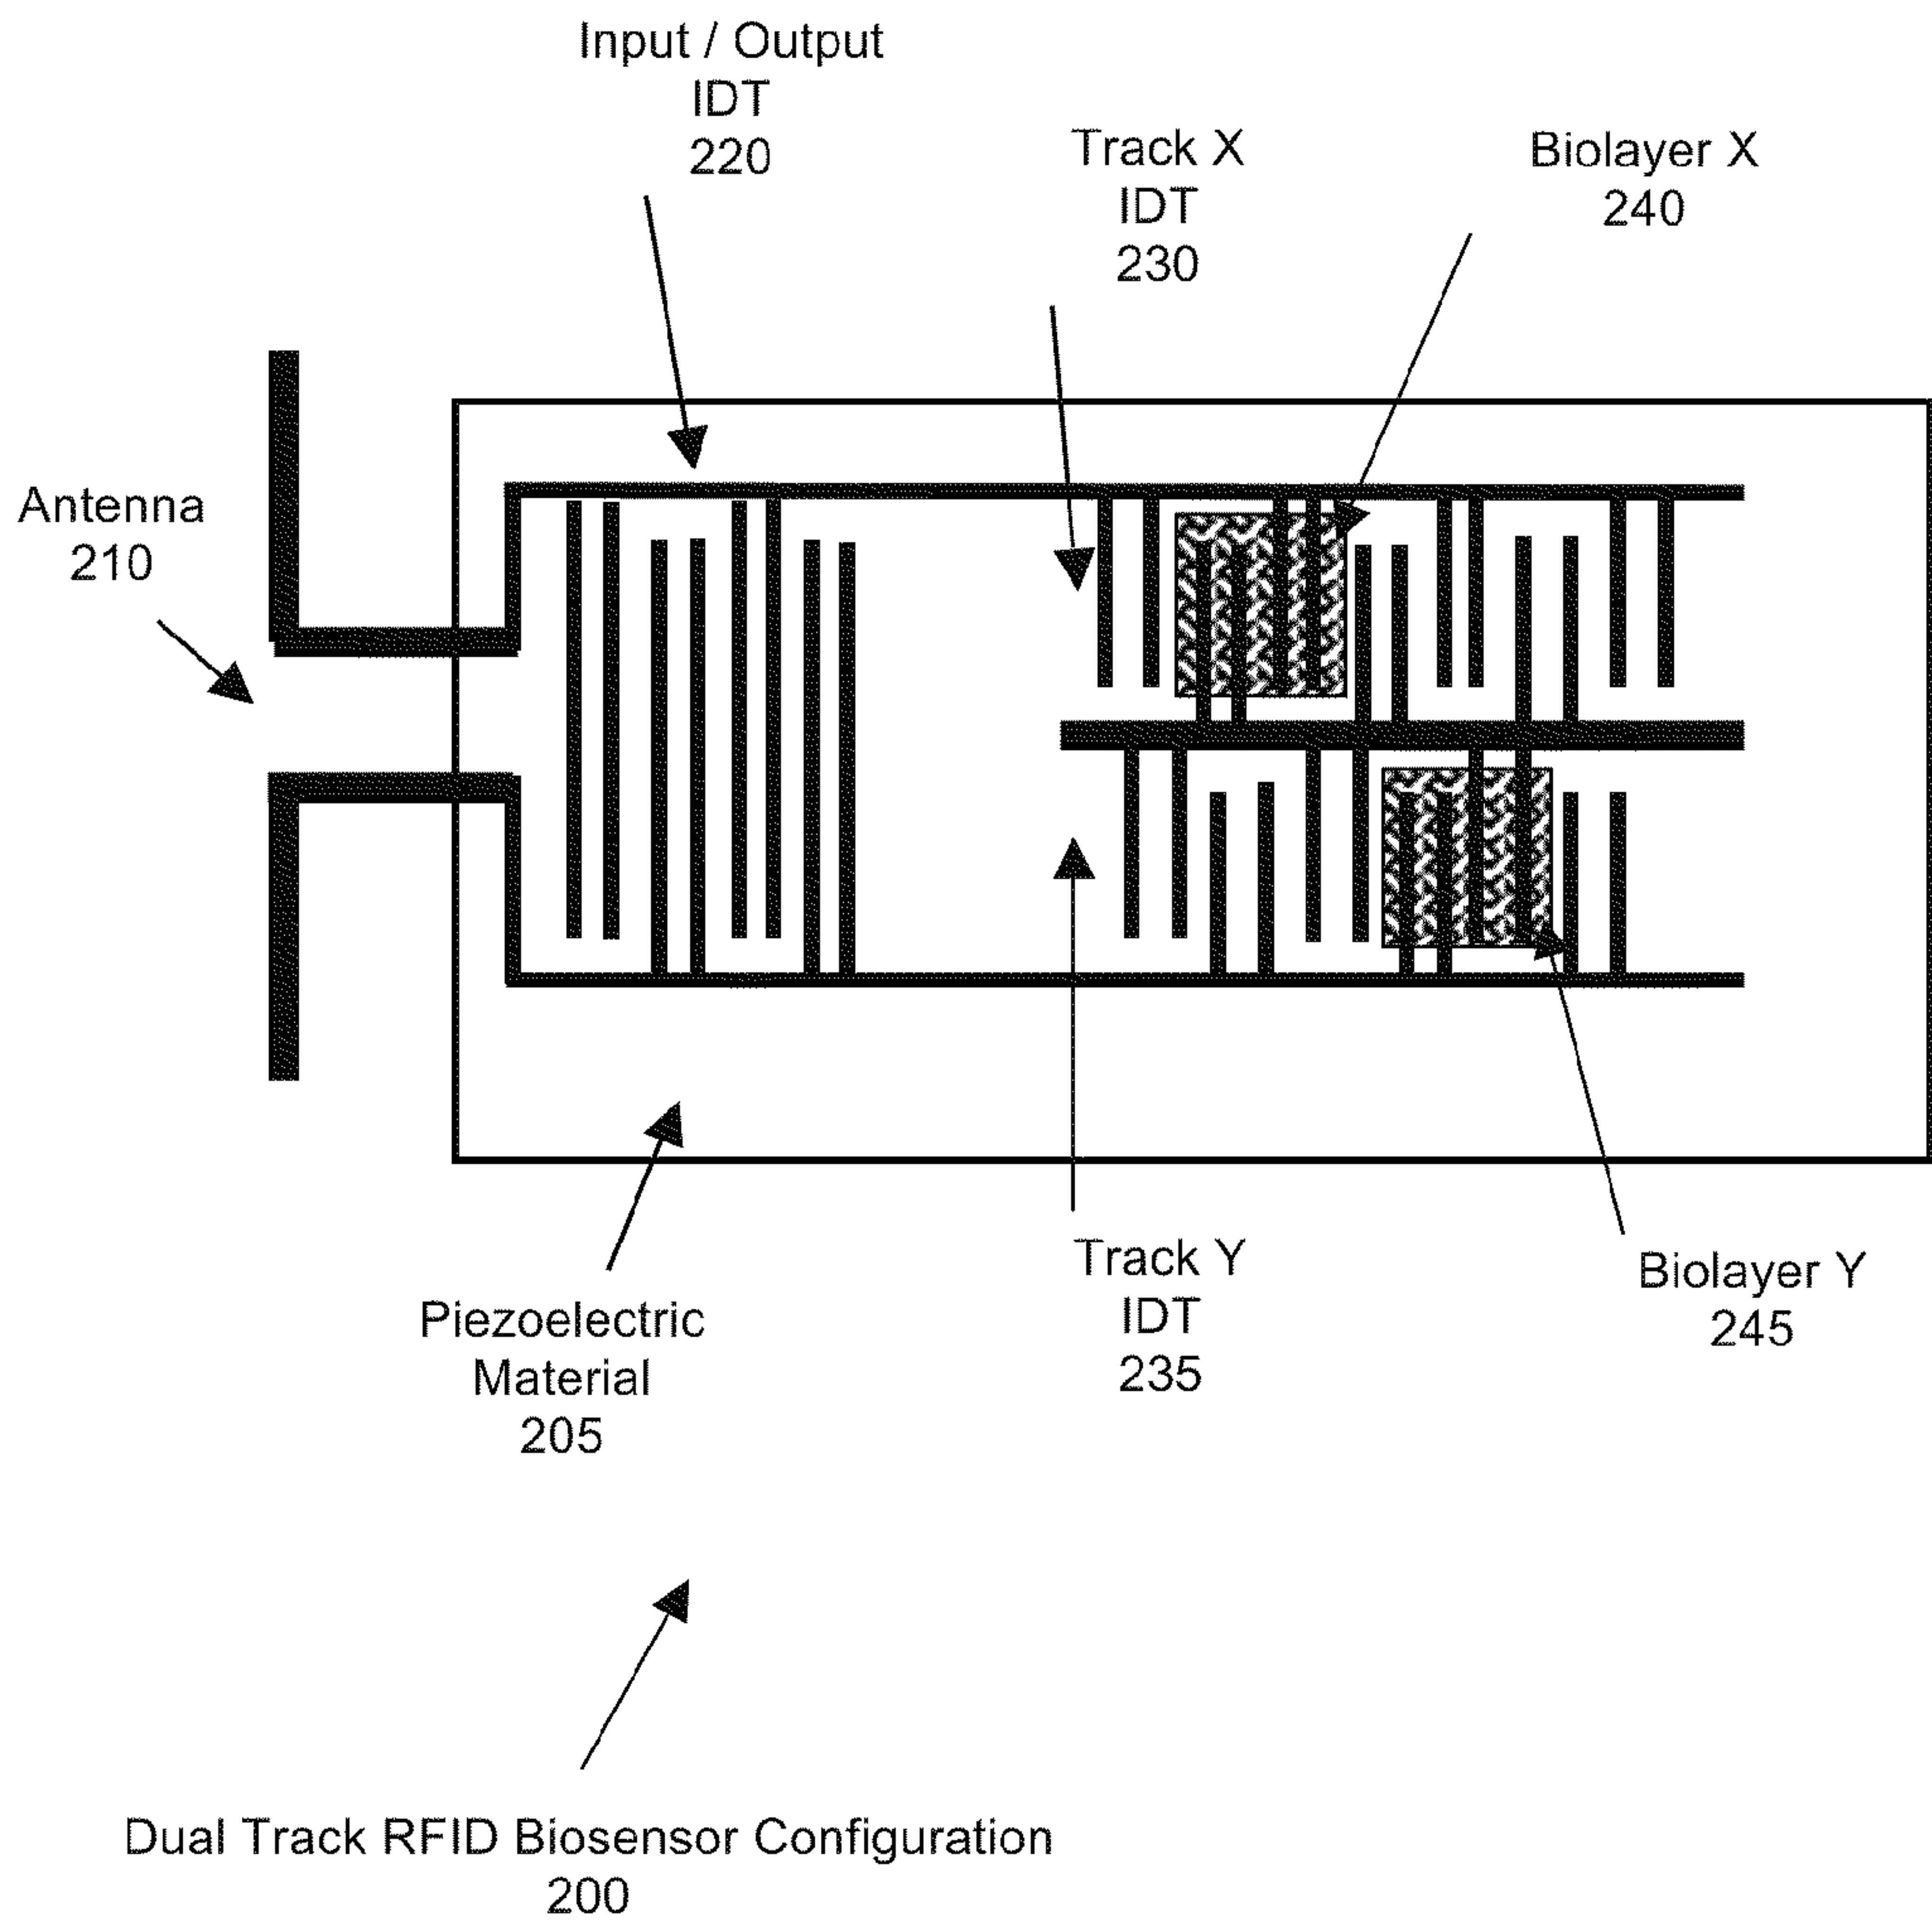 Input / Output
IDT
220
Track X
IDT
230
Biolayer X
240
Antenna
210
Piezoelectric
Material
205
Track Y
IDT
235
Biolayer Y
245
Dual Track RFID Biosensor Configuration
200